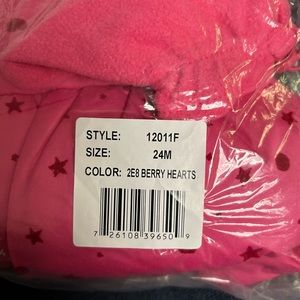 STYLE: 12011F
SIZE: 24M
COLOR: 2E8 BERRY HEARTS
7 26108 39650 9